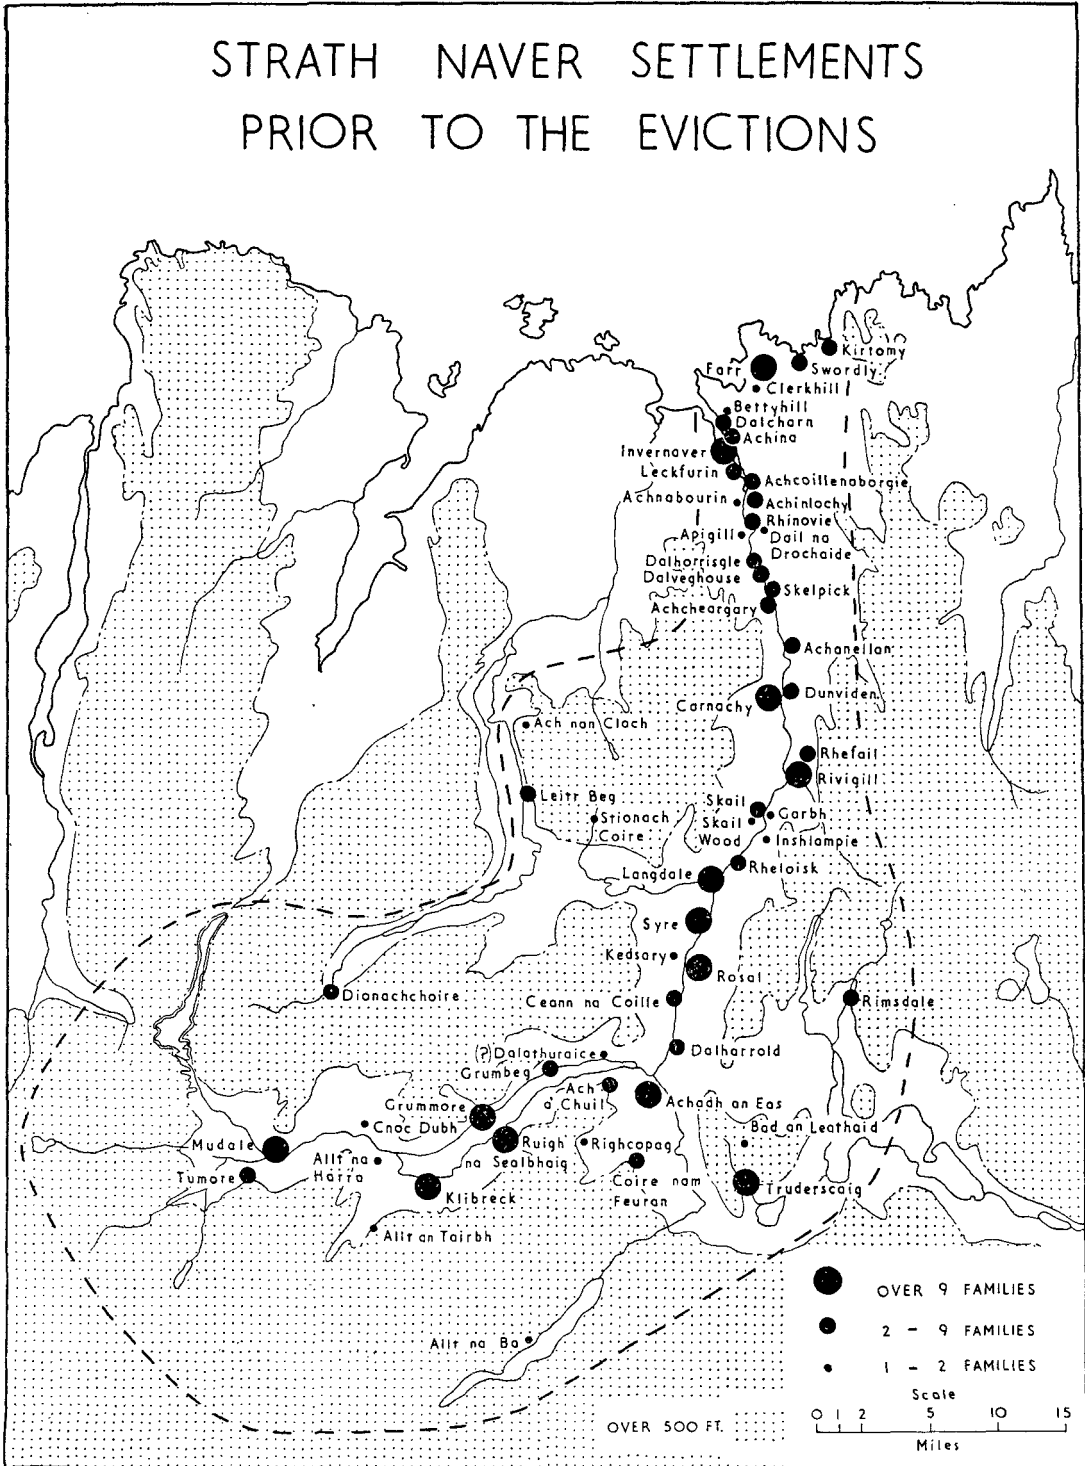 STRATH NAVER SETTLEMENTS
PRIOR TO THE EVICTIONS
Kirtomy
Farr
Swordly
Clerkhill
Bettyhill
Dalcharn
Achina
Invernaver
Leckfurin
Achcoillenaborgie
Achnabourin
Achinlochy
Rhinovie
Apigill
Dail na
Drochaide
Dalhorrisgle
Dalveghouse
Skelpick
Achcheargary
Achanellan
Dunviden
Carnachy
Ach nan Clach
Rhefail
Rivigill
Leitr Beg
Skail
Garbh
Stionach
Coire
Skail
Wood
Inshlampie
Rheloisk
Langdale
Syre
Kedsary
Rosal
Dionachchoire
Ceann na Coille
Rimsdale
Dalharrold
(?)Dalathuraice
Grumbeg
Ach
a' Chuil
Achadh an Eas
Grummore
Cnoc Dubh
Bad an Leathaid
Mudale
Ruigh
na Sealbhaig
Righcopag
Allt na
Harra
Tumore
Klibreck
Coire nam
Feuran
Truderscaig
Allt an Tairbh
Allt na Ba
OVER 9 FAMILIES
2 - 9 FAMILIES
1 - 2 FAMILIES
Scale
0 1 2 5 10 15
Miles
OVER 500 FT.